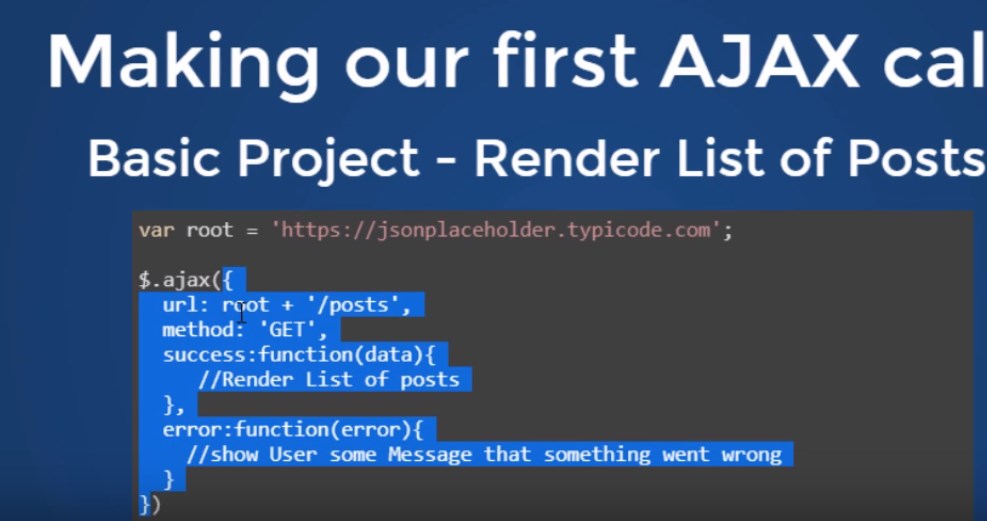 Making our first AJAX cal
Basic Project - Render List of Posts
var root = 'https://jsonplaceholder.typicode.com';
$.ajax({
url: root + '/posts',
method: 'GET',
success:function(data){
//Render List of posts
},
error:function(error){
//show User some Message that something went wrong
}
})